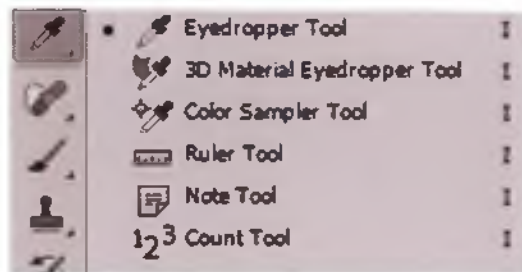 Eyedropper Tool I
3D Material Eyedropper Tool I
Color Sampler Tool I
Ruler Tool I
Note Tool I
123 Count Tool I